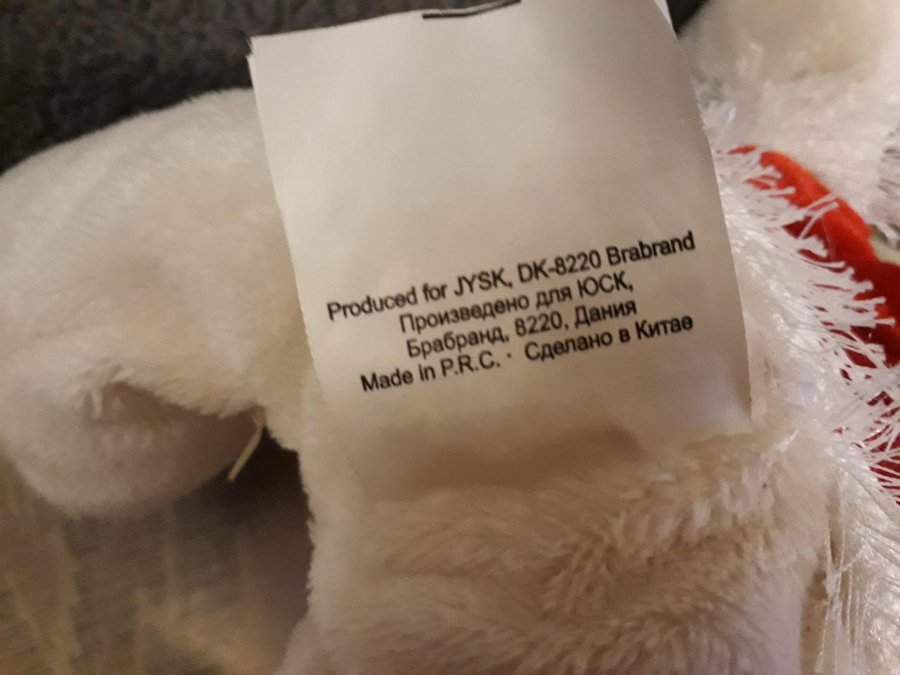 Produced for JYSK, DK-8220 Brabrand
Произведено для ЮСК,
Брабранд, 8220, Дания
Made in P.R.C. · Сделано в Китае